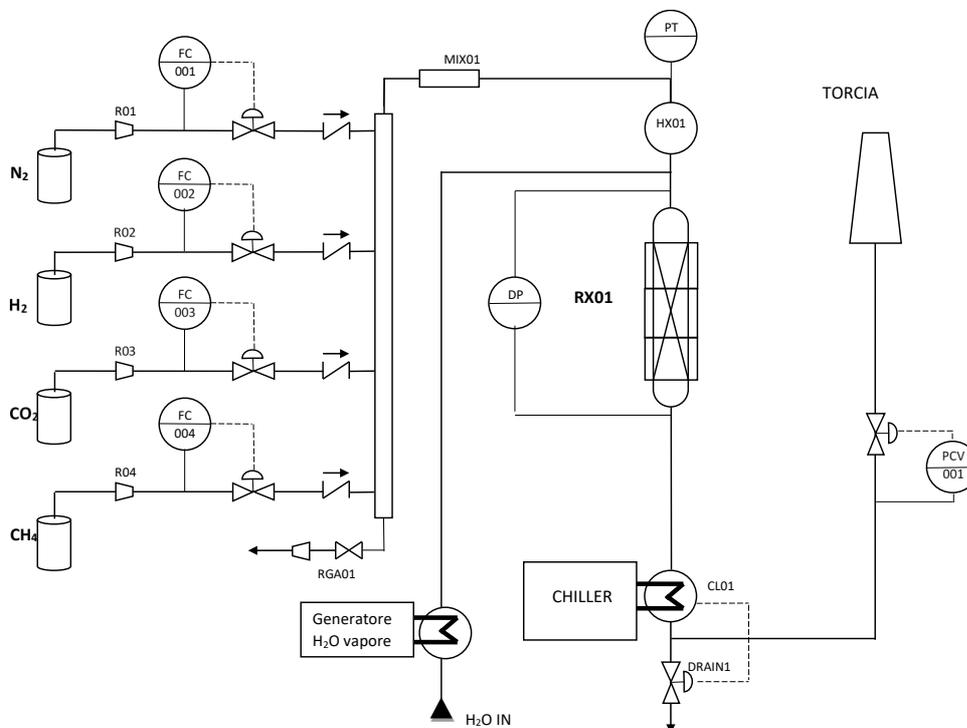 PT
FC
001
MIX01
TORCIA
R01
HX01
N₂
FC
002
R02
H₂
DP
RX01
FC
003
R03
CO₂
FC
004
PCV
001
R04
CH₄
RGA01
CHILLER
CL01
Generatore
H₂O vapore
DRAIN1
H₂O IN